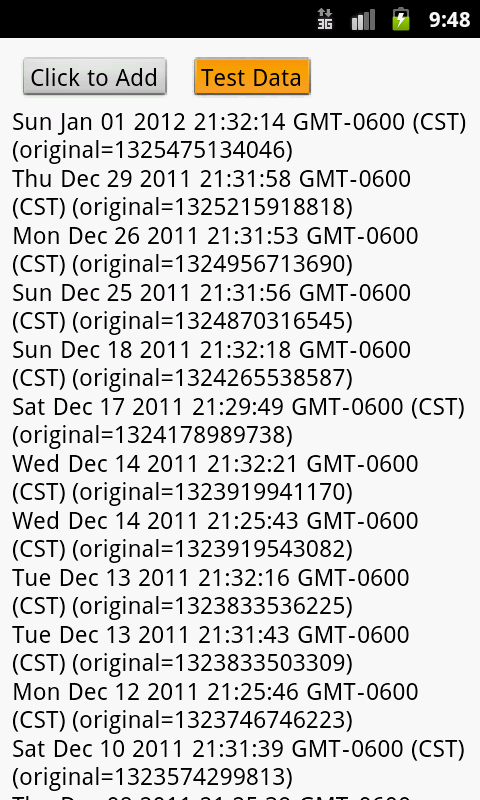 3G 9:48
Click to Add Test Data
Sun Jan 01 2012 21:32:14 GMT-0600 (CST)
(original=1325475134046)
Thu Dec 29 2011 21:31:58 GMT-0600
(CST) (original=1325215918818)
Mon Dec 26 2011 21:31:53 GMT-0600
(CST) (original=1324956713690)
Sun Dec 25 2011 21:31:56 GMT-0600
(CST) (original=1324870316545)
Sun Dec 18 2011 21:32:18 GMT-0600
(CST) (original=1324265538587)
Sat Dec 17 2011 21:29:49 GMT-0600 (CST)
(original=1324178989738)
Wed Dec 14 2011 21:32:21 GMT-0600
(CST) (original=1323919941170)
Wed Dec 14 2011 21:25:43 GMT-0600
(CST) (original=1323919543082)
Tue Dec 13 2011 21:32:16 GMT-0600
(CST) (original=1323833536225)
Tue Dec 13 2011 21:31:43 GMT-0600
(CST) (original=1323833503309)
Mon Dec 12 2011 21:25:46 GMT-0600
(CST) (original=1323746746223)
Sat Dec 10 2011 21:31:39 GMT-0600 (CST)
(original=1323574299813)